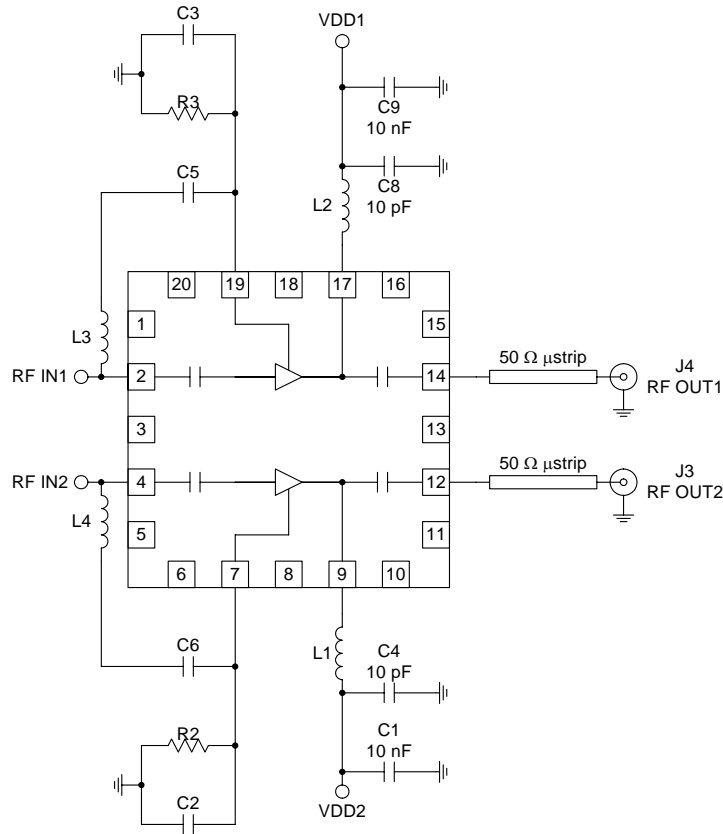 C3
VDD1
R3
C9
10 nF
C5
C8
10 pF
L2
20
19
18
17
16
1
15
L3
RF IN1
2
14
50 Ω µstrip
J4
RF OUT1
3
13
RF IN2
4
12
50 Ω µstrip
J3
RF OUT2
L4
5
11
6
7
8
9
10
C6
L1
C4
10 pF
R2
C1
10 nF
C2
VDD2